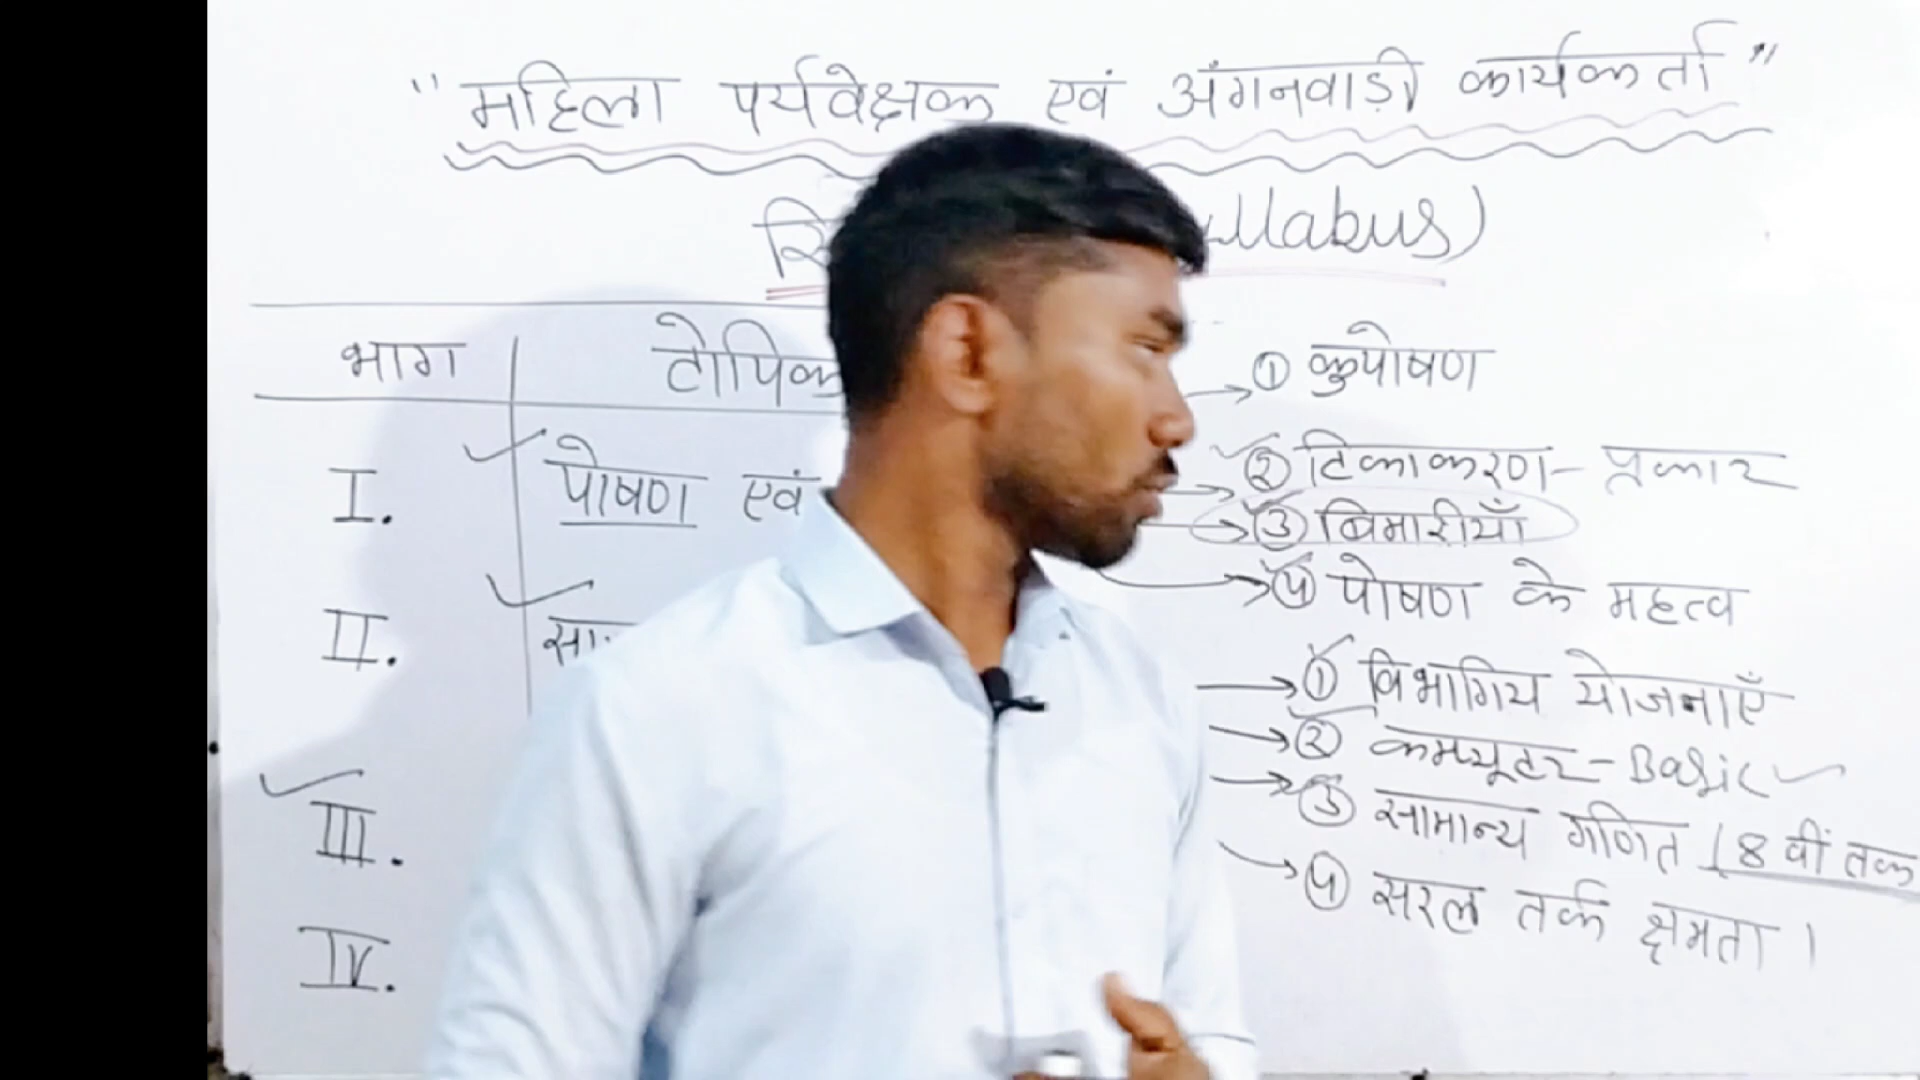 "महिला पर्यवेक्षक एवं अंगनवाड़ी कार्यकर्ता"
भाग टोपिक
I. पोषण एवं
II.
III.
IV.
① कुपोषण
② टिकाकरण - प्रकार
③ बिमारीयाँ
④ पोषण के महत्व
① विभागिय योजनाएँ
② कम्प्यूटर - Basic
③ सामान्य गणित (8 वीं तक
④ सरल तर्क क्षमता ।